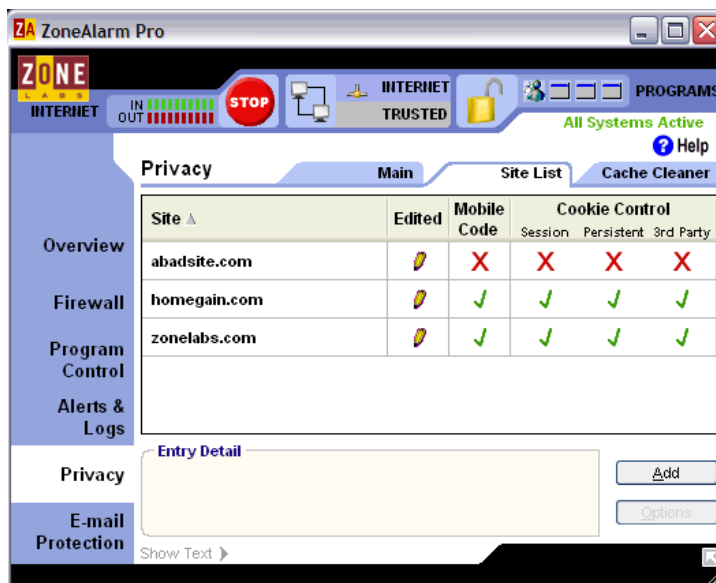 ZA ZoneAlarm Pro
ZONE
LABS
INTERNET
IN
OUT
STOP
INTERNET
TRUSTED
PROGRAMS
All Systems Active
? Help
Privacy
Main
Site List
Cache Cleaner
Site
Edited
Mobile
Code
Cookie Control
Session Persistent 3rd Party
abadsite.com
homegain.com
zonelabs.com
Overview
Firewall
Program
Control
Alerts &
Logs
Privacy
E-mail
Protection
Entry Detail
Add
Options
Show Text